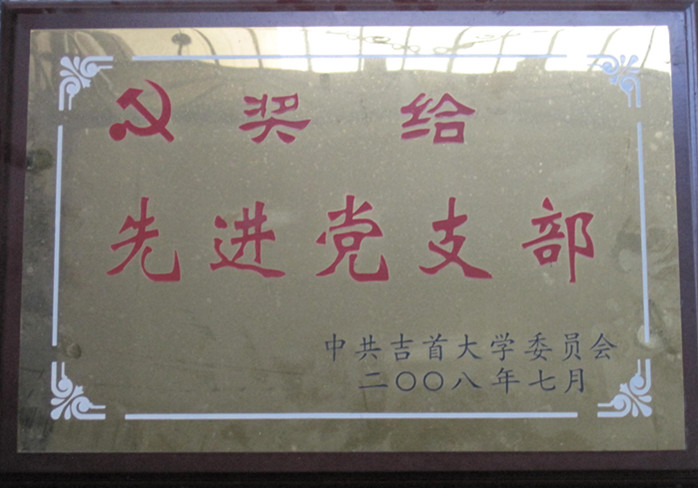 奖给
先进党支部
中共吉首大学委员会
二〇〇八年七月